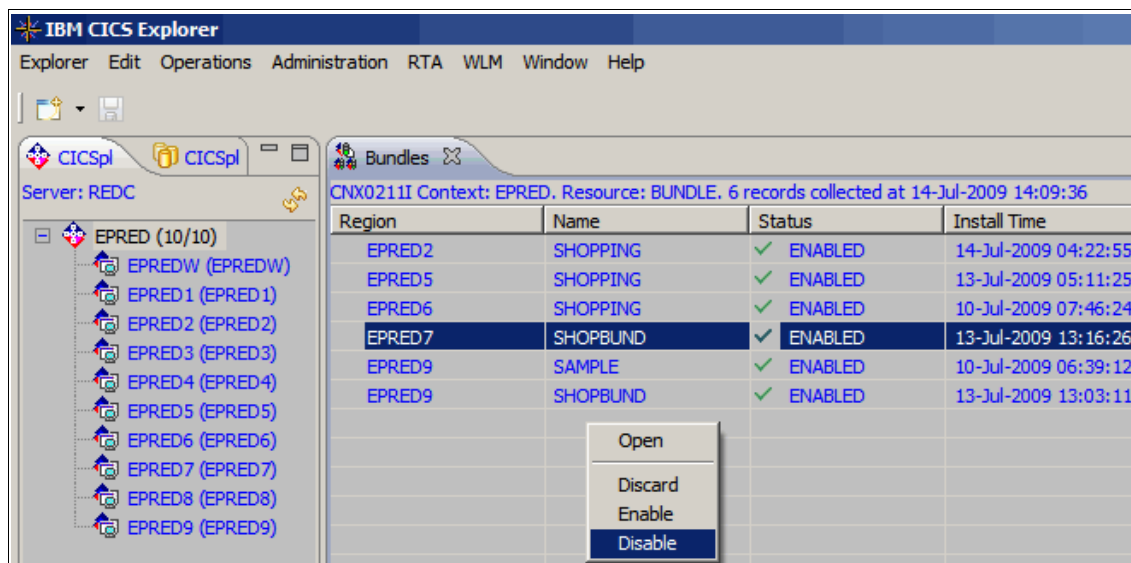 IBM CICS Explorer
Explorer Edit Operations Administration RTA WLM Window Help
CICSpl CICSpl Bundles
Server: REDC
CNX0211I Context: EPRED. Resource: BUNDLE. 6 records collected at 14-Jul-2009 14:09:36
Region Name Status Install Time
EPRED2 SHOPPING ENABLED 14-Jul-2009 04:22:55
EPRED5 SHOPPING ENABLED 13-Jul-2009 05:11:25
EPRED6 SHOPPING ENABLED 10-Jul-2009 07:46:24
EPRED7 SHOPBUND ENABLED 13-Jul-2009 13:16:26
EPRED9 SAMPLE ENABLED 10-Jul-2009 06:39:12
EPRED9 SHOPBUND ENABLED 13-Jul-2009 13:03:11
EPRED (10/10)
EPREDW (EPREDW)
EPRED1 (EPRED1)
EPRED2 (EPRED2)
EPRED3 (EPRED3)
EPRED4 (EPRED4)
EPRED5 (EPRED5)
EPRED6 (EPRED6)
EPRED7 (EPRED7)
EPRED8 (EPRED8)
EPRED9 (EPRED9)
Open
Discard
Enable
Disable